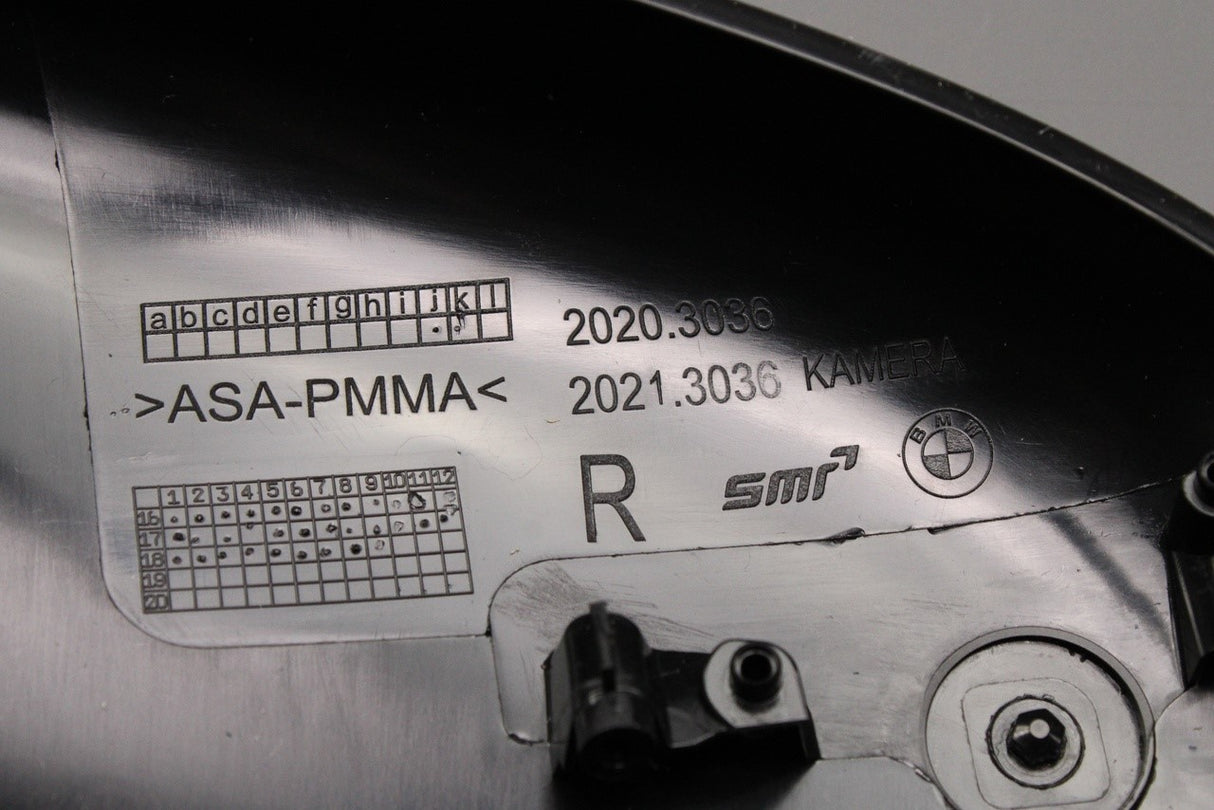 a b c d e f g h i j k l
2020.3036
>ASA-PMMA<
2021.3036 KAMERA
R
smr
BMW
1 2 3 4 5 6 7 8 9 10 11 12
16
17
18
19
20